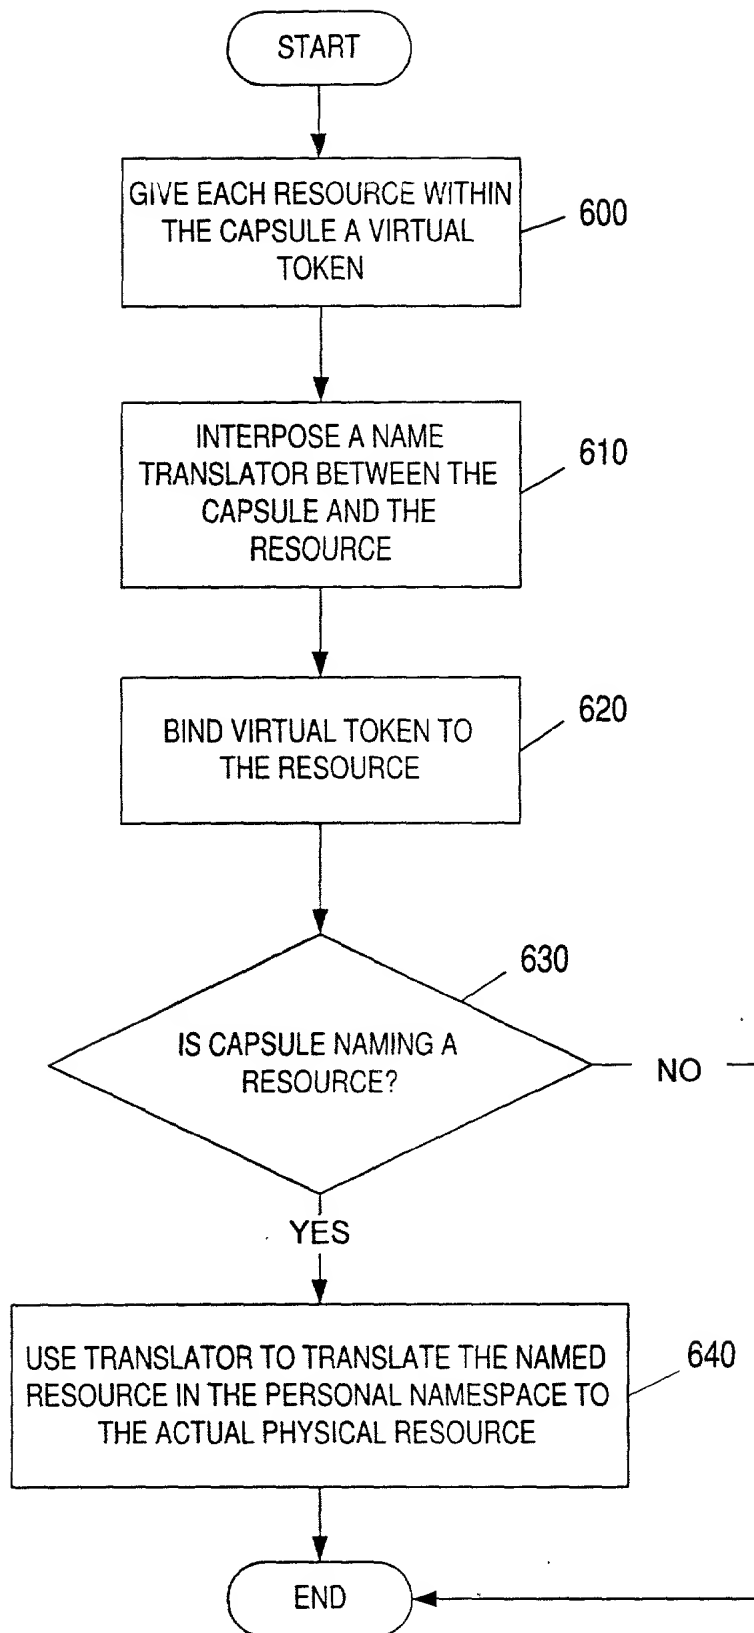 START
GIVE EACH RESOURCE WITHIN
THE CAPSULE A VIRTUAL
TOKEN
600
INTERPOSE A NAME
TRANSLATOR BETWEEN THE
CAPSULE AND THE
RESOURCE
610
BIND VIRTUAL TOKEN TO
THE RESOURCE
620
630
IS CAPSULE NAMING A
RESOURCE?
NO
YES
USE TRANSLATOR TO TRANSLATE THE NAMED
RESOURCE IN THE PERSONAL NAMESPACE TO
THE ACTUAL PHYSICAL RESOURCE
640
END